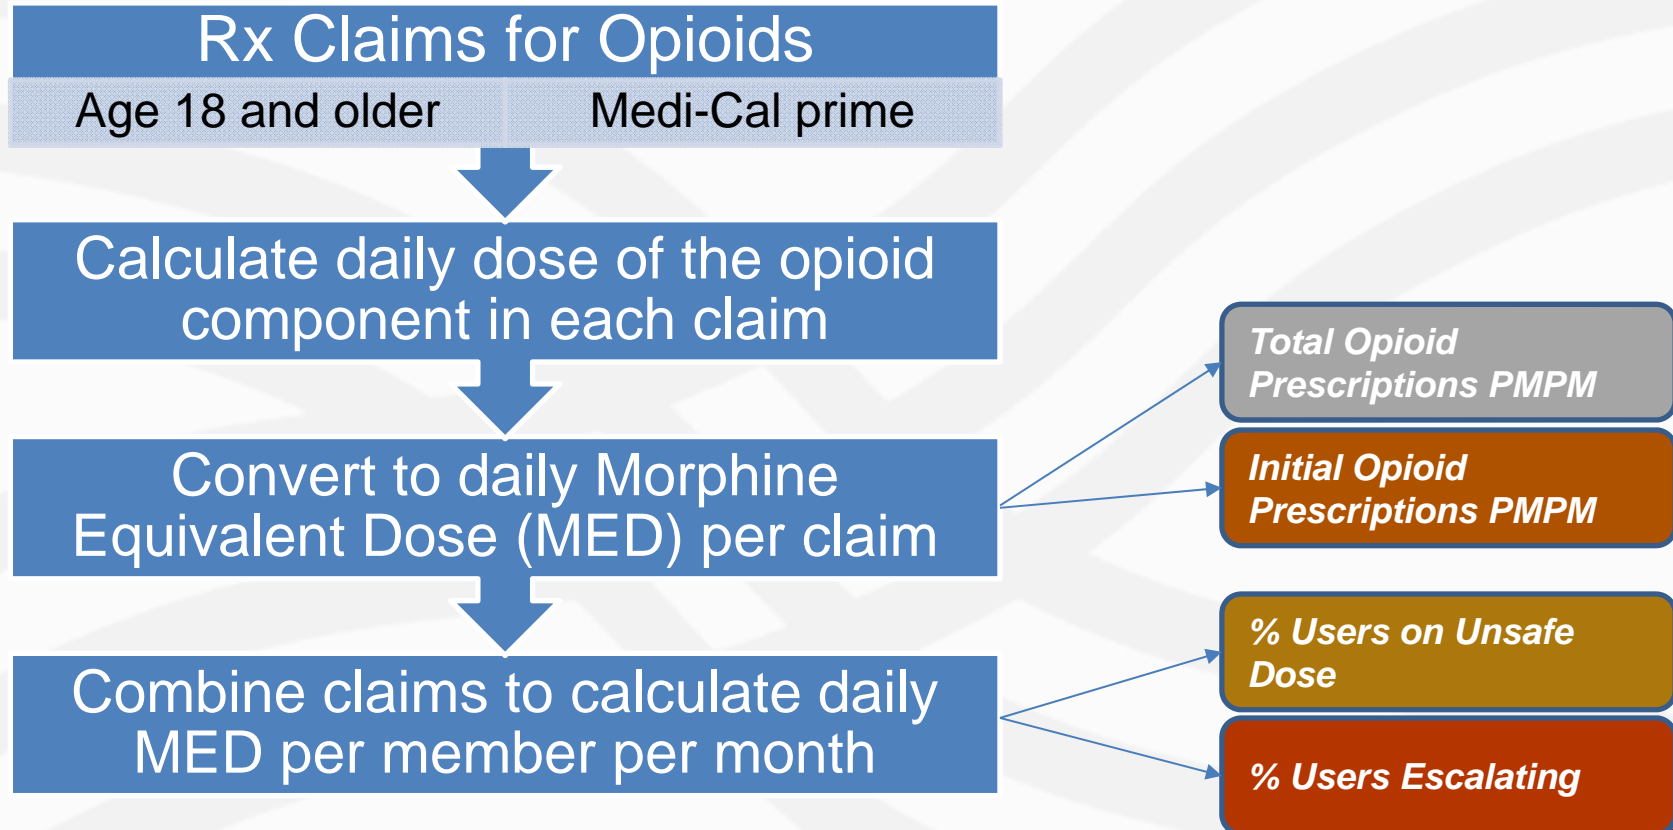 Rx Claims for Opioids
Age 18 and older
Medi-Cal prime
Calculate daily dose of the opioid
component in each claim
Convert to daily Morphine
Equivalent Dose (MED) per claim
Combine claims to calculate daily
MED per member per month
Total Opioid
Prescriptions PMPM
Initial Opioid
Prescriptions PMPM
% Users on Unsafe
Dose
% Users Escalating